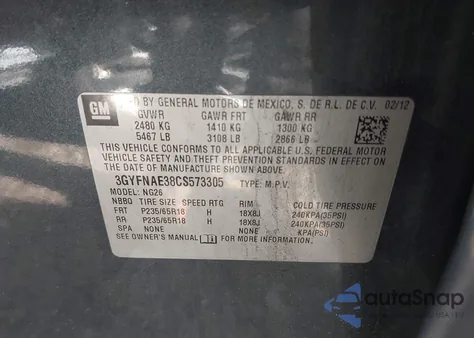 GM
BY GENERAL MOTORS DE MEXICO, S. DE R.L. DE C.V. 02/12
GVWR GAWR FRT GAWR RR
2480 KG 1410 KG 1300 KG
5467 LB 3108 LB 2866 LB
THIS VEHICLE CONFORMS TO ALL APPLICABLE U.S. FEDERAL
MOTOR VEHICLE SAFETY AND THEFT PREVENTION STANDARDS IN EFFECT ON
THE DATE OF MANUFACTURE SHOWN ABOVE.
3GYFNAE38CS573305 TYPE: M.P.V.
NBBQ NG26
TIRE SIZE SPEED RTG RIM COLD TIRE PRESSURE
FRT P235/65R18 H 18X8J 240KPA(35PSI)
RR P235/65R18 H 18X8J 240KPA(35PSI)
SPA NONE NONE KPA(PSI)
SEE OWNER'S MANUAL FOR MORE INFORMATION.
autoSnap